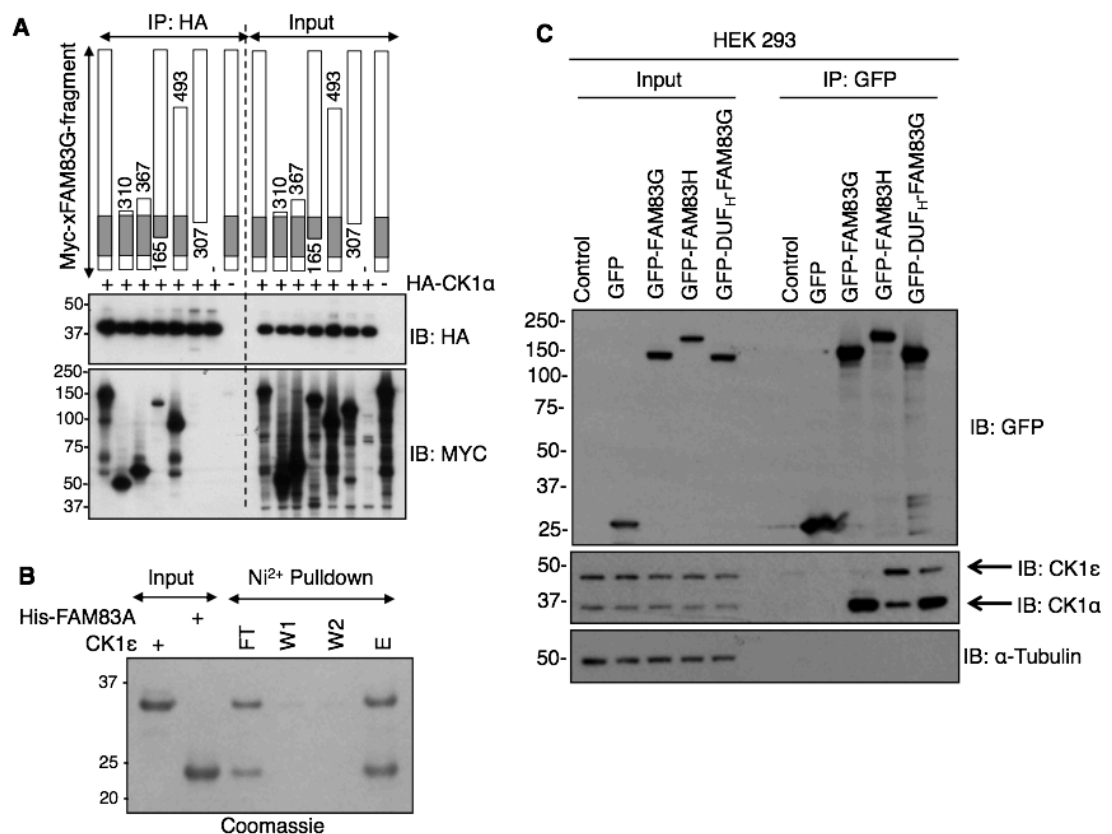 A
IP: HA
Input
Myc-xFAM83G-fragment
310
367
165
493
307
-
310
367
165
493
307
-
+ + + + + + + - + + + + + + + - HA-CK1α
50
37
IB: HA
200
150
100
75
50
37
IB: MYC
B
Input
Ni²⁺ Pulldown
His-FAM83A +
CK1ε +
FT
W1
W2
E
37
25
20
Coomassie
C
HEK 293
Input
IP: GFP
Control
GFP
GFP-FAM83G
GFP-FAM83H
GFP-DUFH-FAM83G
Control
GFP
GFP-FAM83G
GFP-FAM83H
GFP-DUFH-FAM83G
250-
150-
100-
75-
50-
37-
25-
IB: GFP
50-
37-
IB: CK1ε
IB: CK1α
50-
IB: α-Tubulin